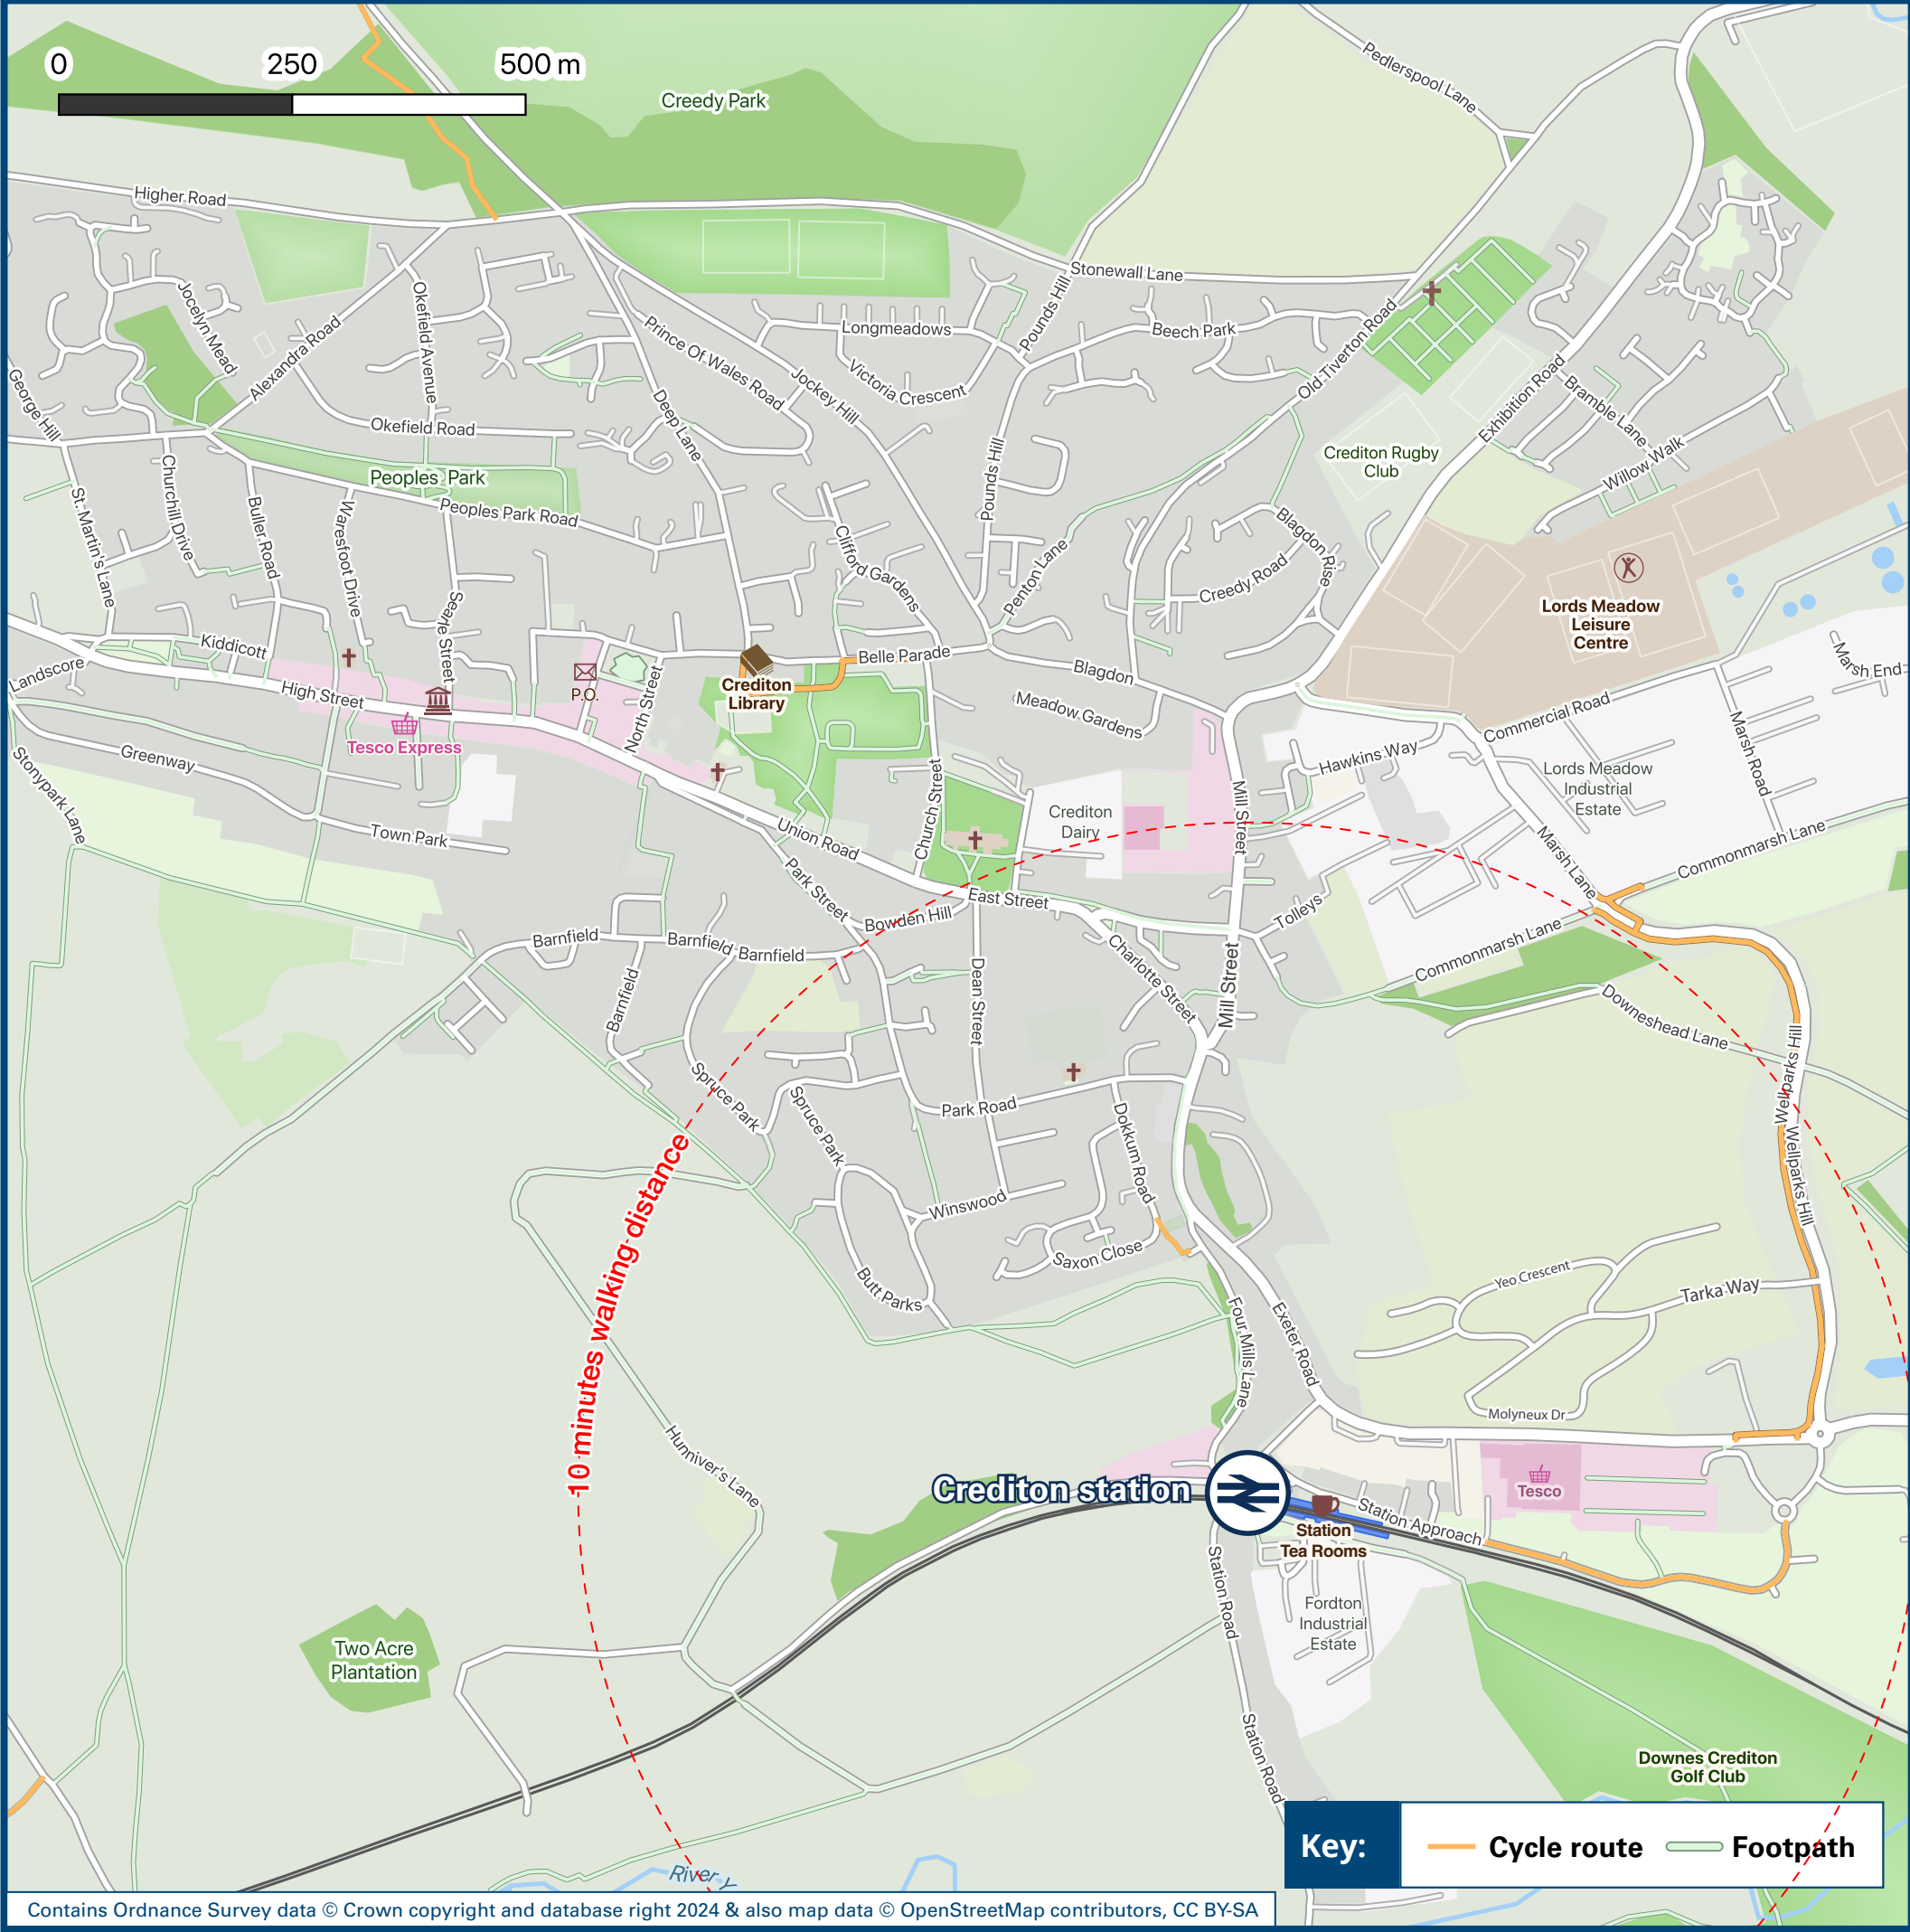 0 250 500 m
Creedy Park
Pedlerspool Lane
Higher Road
Stonewall Lane
Jocelyn Mead
Okefield Avenue
Alexandra Road
Prince Of Wales Road
Longmeadows
Pounds Hill
Beech Park
Old Tiverton Road
Victoria Crescent
Jockey Hill
George Hill
Deep Lane
Exhibition Road
Bramble Lane
Okefield Road
Crediton Rugby
Club
Willow Walk
Peoples Park
Churchill Drive
St. Martin's Lane
Buller Road
Waresfoot Drive
Peoples Park Road
Pounds Hill
Clifford Gardens
Penton Lane
Blagdon Rise
Creedy Road
Lords Meadow
Leisure
Centre
Searle Street
Kiddicott
Landscore
High Street
P.O.
North Street
Belle Parade
Crediton
Library
Blagdon
Meadow Gardens
Marsh End
Commercial Road
Marsh Road
Tesco Express
Greenway
Stonypark Lane
Town Park
Hawkins Way
Lords Meadow
Industrial
Estate
Mill Street
Crediton
Dairy
Church Street
Union Road
Park Street
Marsh Lane
Commonmarsh Lane
East Street
Bowden Hill
Tolleys
Barnfield
Barnfield
Barnfield
Barnfield
Dean Street
Charlotte Street
Mill Street
Commonmarsh Lane
Downeshead Lane
Wellparks Hill
Wellparks Hill
Spruce Park
Spruce Park
Park Road
Dokkum Road
10 minutes walking distance
Winswood
Saxon Close
Butt Parks
Four Mills Lane
Exeter Road
Yeo Crescent
Tarka Way
Molyneux Dr
Hunniver's Lane
Crediton station
Tesco
Station Approach
Station
Tea Rooms
Station Road
Fordton
Industrial
Estate
Two Acre
Plantation
Station Road
Downes Crediton
Golf Club
River Y
Key: Cycle route Footpath
Contains Ordnance Survey data © Crown copyright and database right 2024 & also map data © OpenStreetMap contributors, CC BY-SA